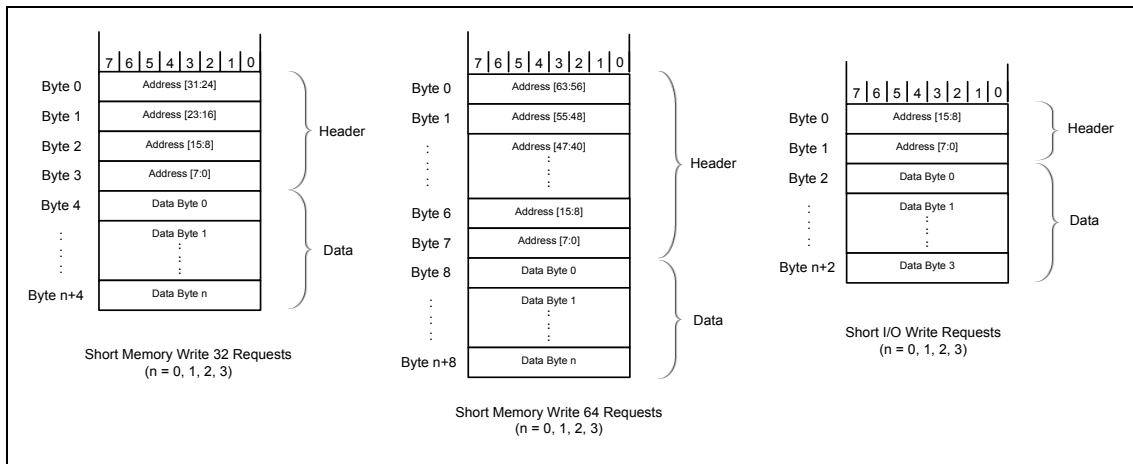 7 6 5 4 3 2 1 0
Byte 0 Address [31:24]
Byte 1 Address [23:16]
Byte 2 Address [15:8]
Byte 3 Address [7:0]
Header
Byte 4 Data Byte 0
Data Byte 1
Byte n+4 Data Byte n
Data
Short Memory Write 32 Requests
(n = 0, 1, 2, 3)
7 6 5 4 3 2 1 0
Byte 0 Address [63:56]
Byte 1 Address [55:48]
Address [47:40]
Byte 6 Address [15:8]
Byte 7 Address [7:0]
Header
Byte 8 Data Byte 0
Data Byte 1
Byte n+8 Data Byte n
Data
Short Memory Write 64 Requests
(n = 0, 1, 2, 3)
7 6 5 4 3 2 1 0
Byte 0 Address [15:8]
Byte 1 Address [7:0]
Header
Byte 2 Data Byte 0
Data Byte 1
Byte n+2 Data Byte 3
Data
Short I/O Write Requests
(n = 0, 1, 2, 3)